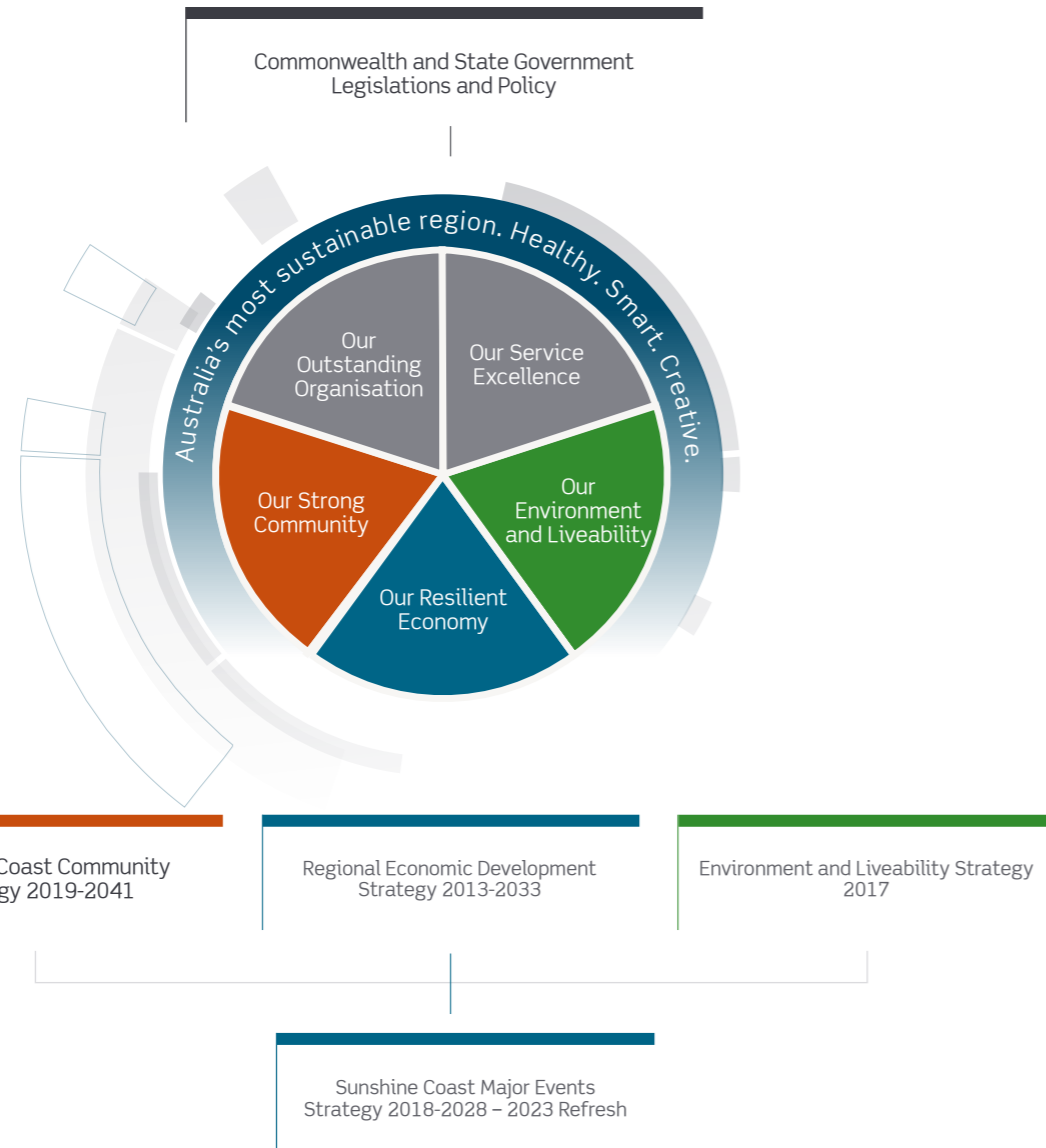 Commonwealth and State Government
Legislations and Policy
Australia's most sustainable region. Healthy. Smart. Creative.
Our
Outstanding
Organisation
Our Service
Excellence
Our Strong
Community
Our
Environment
and Liveability
Our Resilient
Economy
Coast Community
gy 2019-2041
Regional Economic Development
Strategy 2013-2033
Environment and Liveability Strategy
2017
Sunshine Coast Major Events
Strategy 2018-2028 – 2023 Refresh